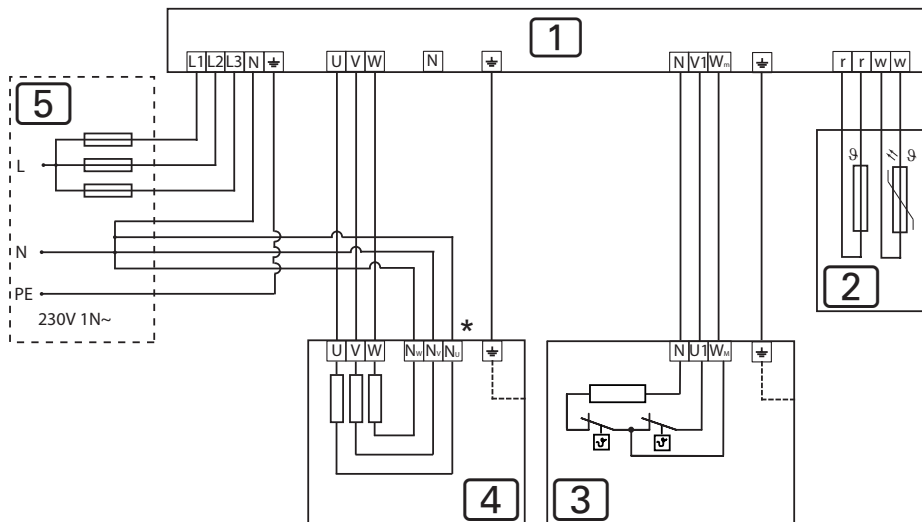 1
L1 L2 L3 N U V W N N V1 Wm r r w w
5
L
ϑ ϑ
N
2
PE
230V 1N~
*
U V W NW NV NU N U1 WM
ϑ ϑ
4 3